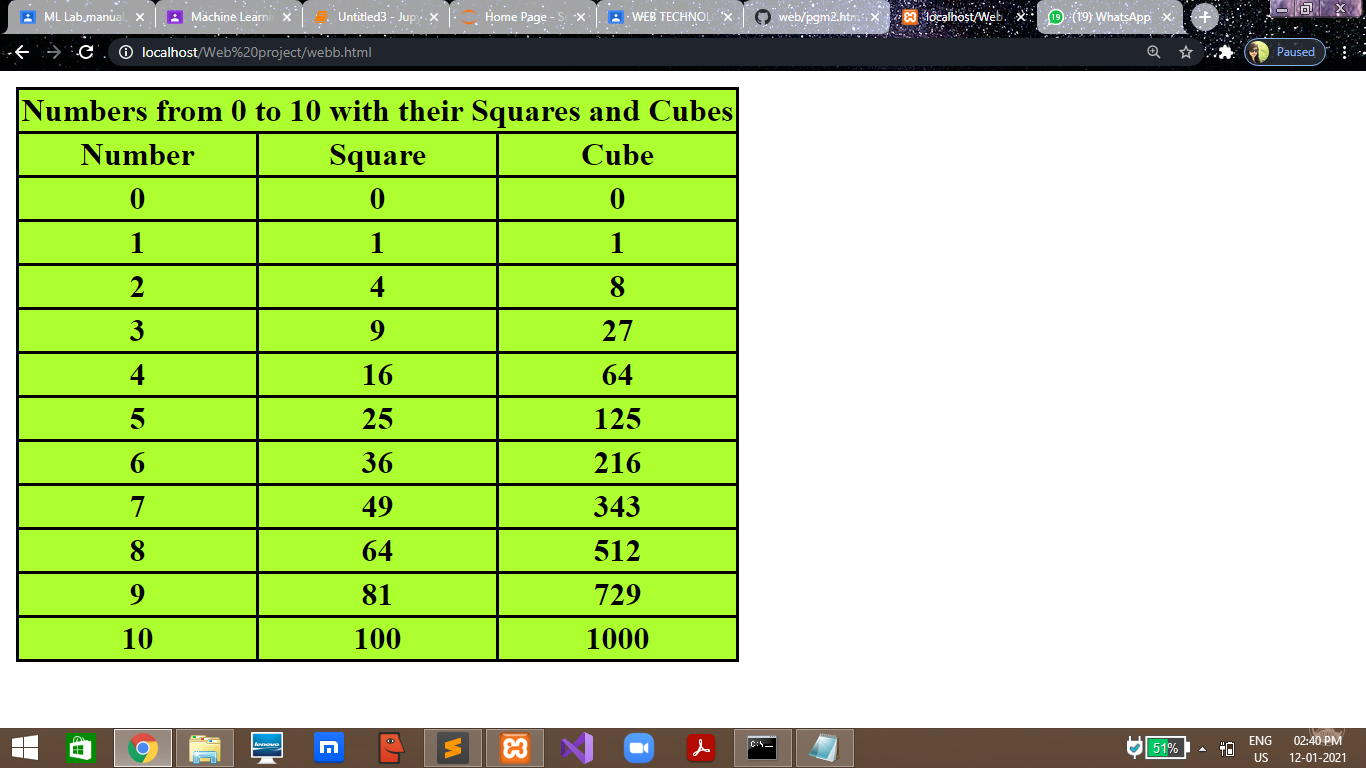 ML Lab manual
Machine Learni
Untitled3 - Jupy
Home Page - S
WEB TECHNOL
web/pgm2.htm
localhost/Web
(19) WhatsApp
localhost/Web%20project/webb.html
Paused
Numbers from 0 to 10 with their Squares and Cubes
Number Square Cube
0 0 0
1 1 1
2 4 8
3 9 27
4 16 64
5 25 125
6 36 216
7 49 343
8 64 512
9 81 729
10 100 1000
lenovo
C:\
51%
ENG
US
02:40 PM
12-01-2021